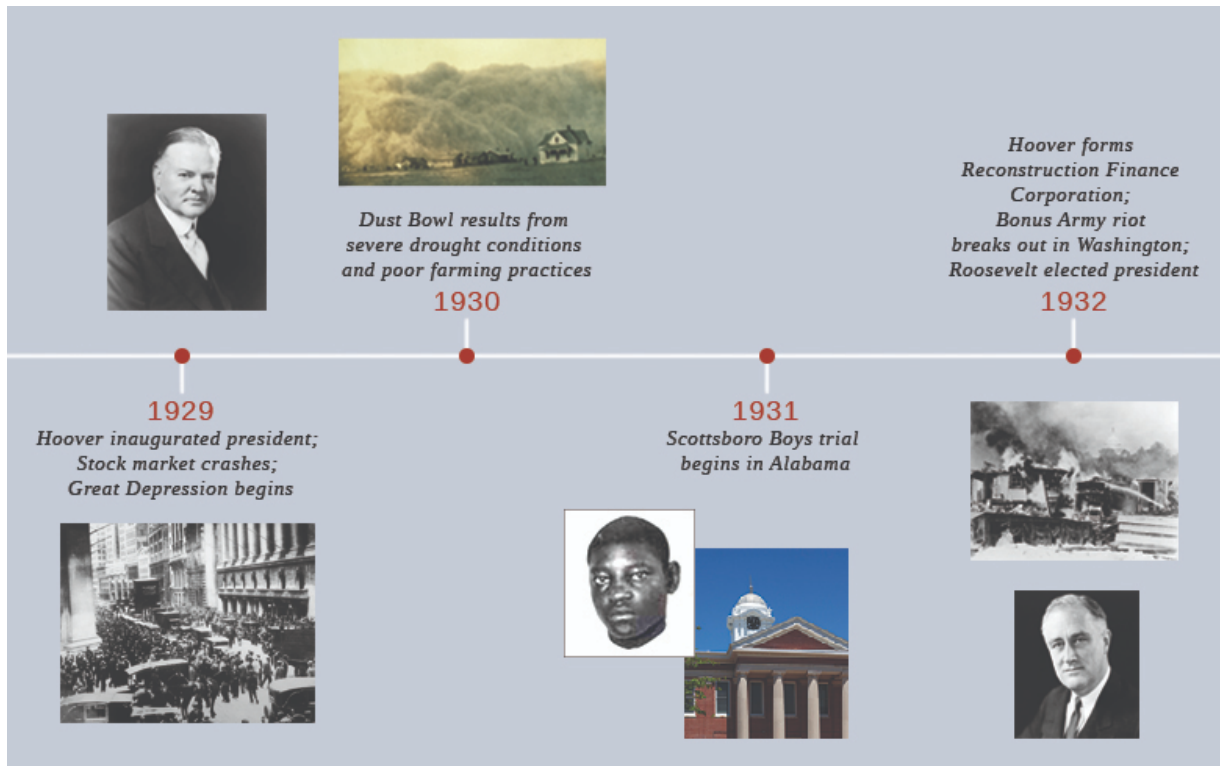 1929
Hoover inaugurated president;
Stock market crashes;
Great Depression begins
Dust Bowl results from
severe drought conditions
and poor farming practices
1930
1931
Scottsboro Boys trial
begins in Alabama
Hoover forms
Reconstruction Finance
Corporation;
Bonus Army riot
breaks out in Washington;
Roosevelt elected president
1932